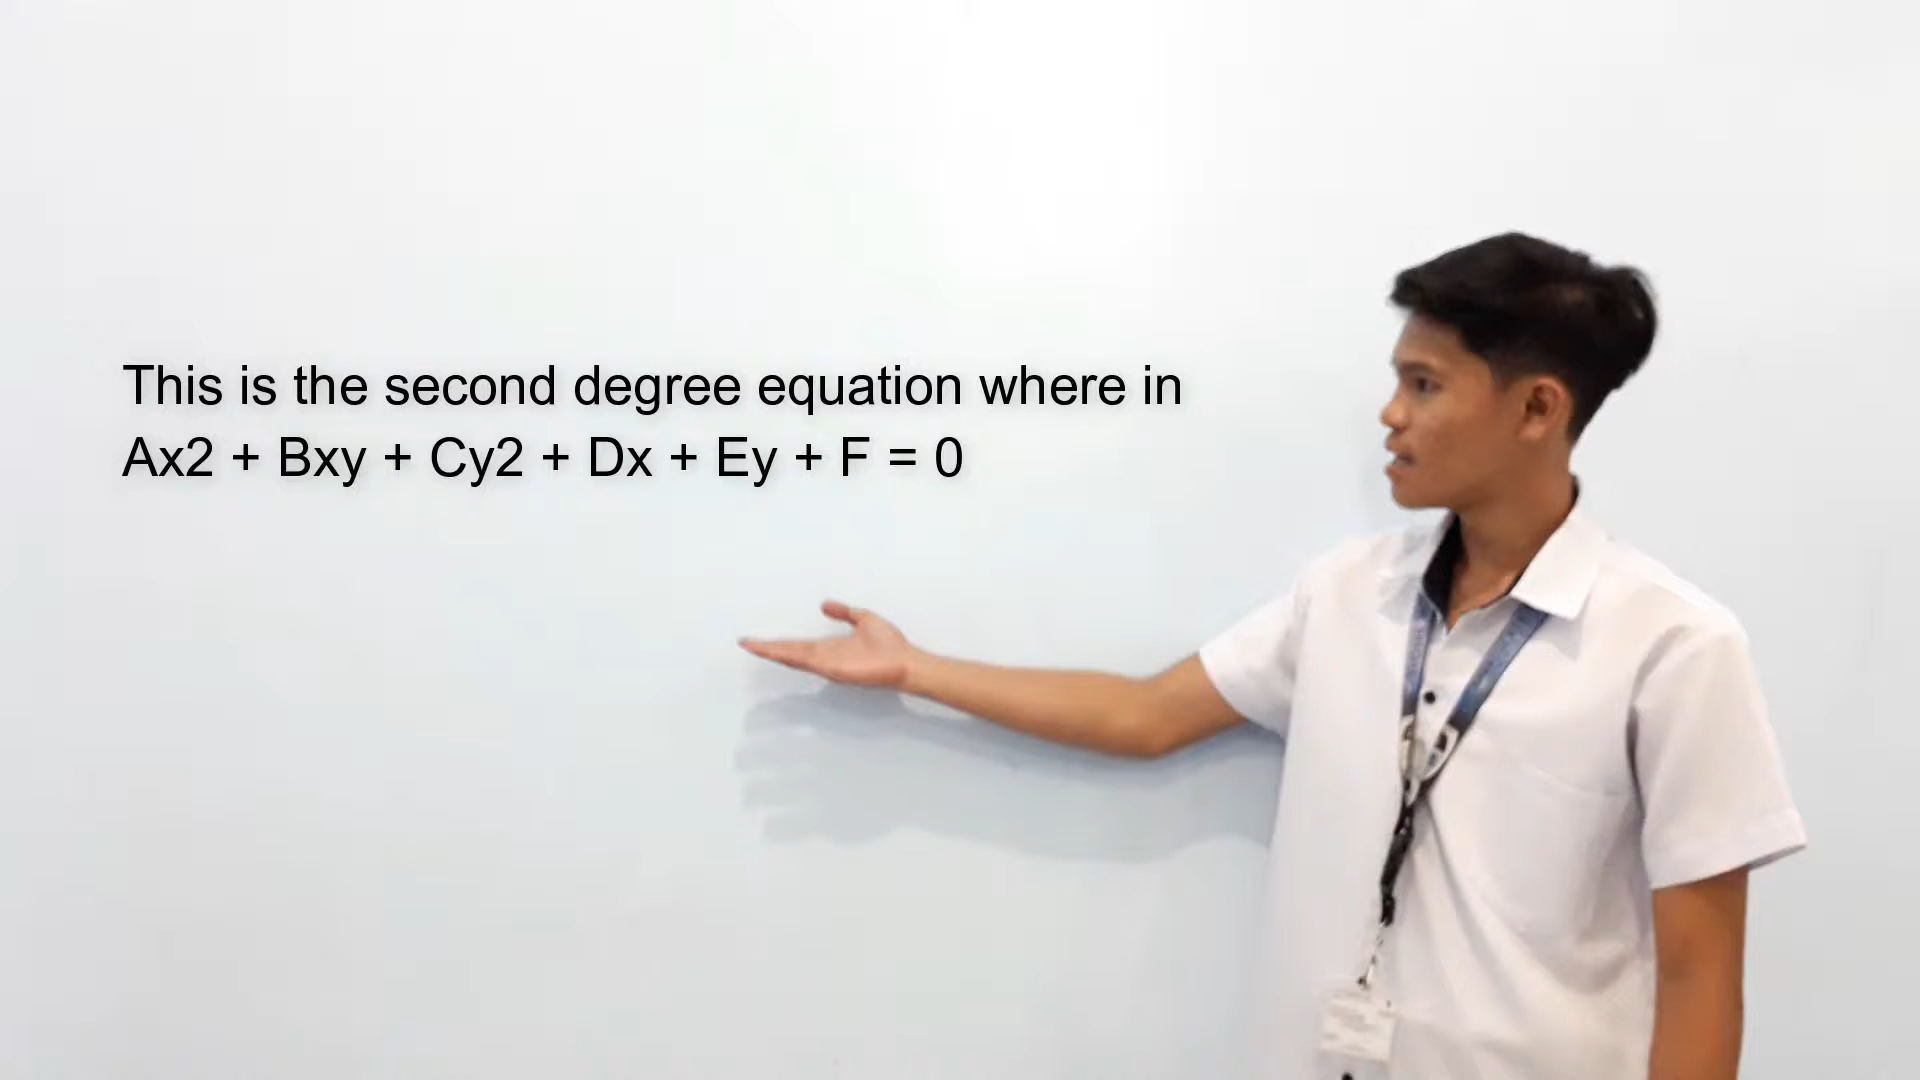 This is the second degree equation where in
Ax2 + Bxy + Cy2 + Dx + Ey + F = 0